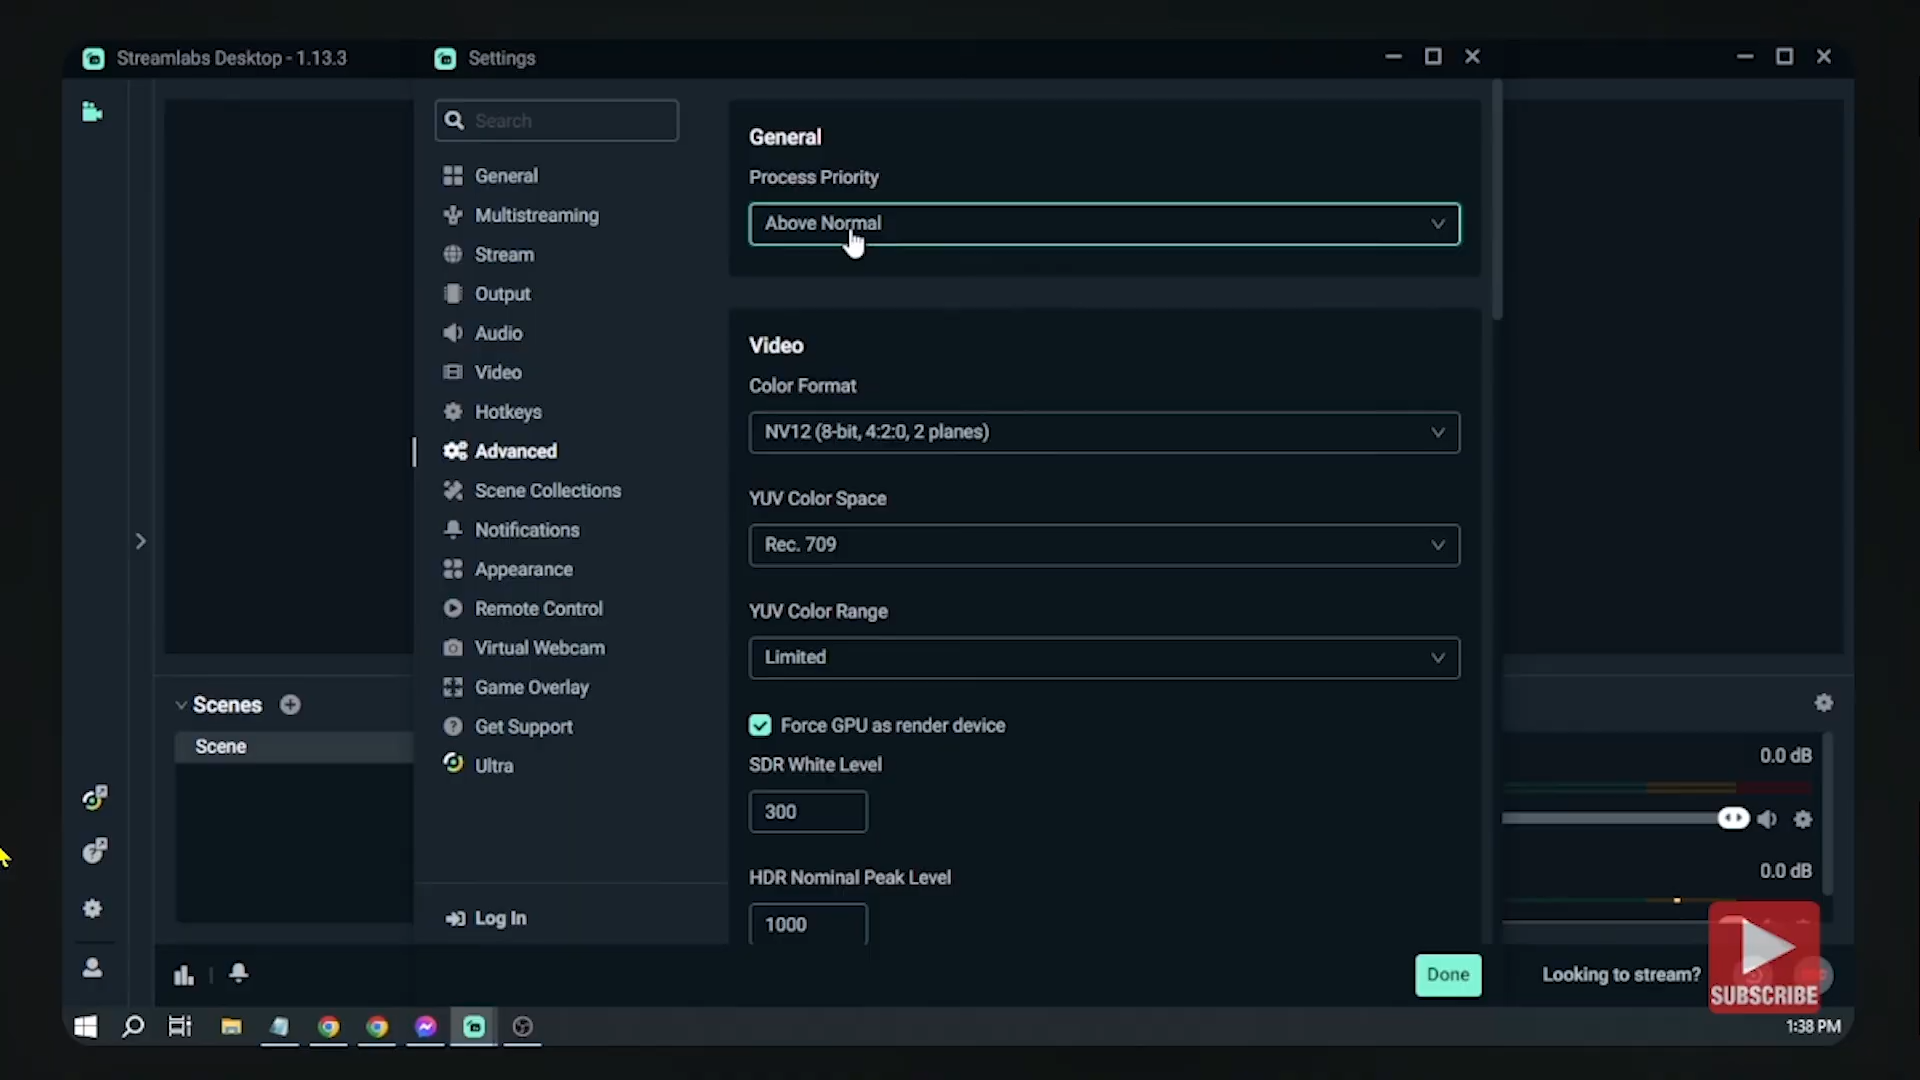 Streamlabs Desktop - 1.13.3
Settings
Search
General
Multistreaming
Stream
Output
Audio
Video
Hotkeys
Advanced
Scene Collections
Notifications
Appearance
Remote Control
Virtual Webcam
Game Overlay
Get Support
Ultra
Log In
General
Process Priority
Above Normal
Video
Color Format
NV12 (8-bit, 4:2:0, 2 planes)
YUV Color Space
Rec. 709
YUV Color Range
Limited
Force GPU as render device
SDR White Level
300
HDR Nominal Peak Level
1000
Done
Scenes
Scene
0.0 dB
0.0 dB
Looking to stream?
SUBSCRIBE
1:38 PM